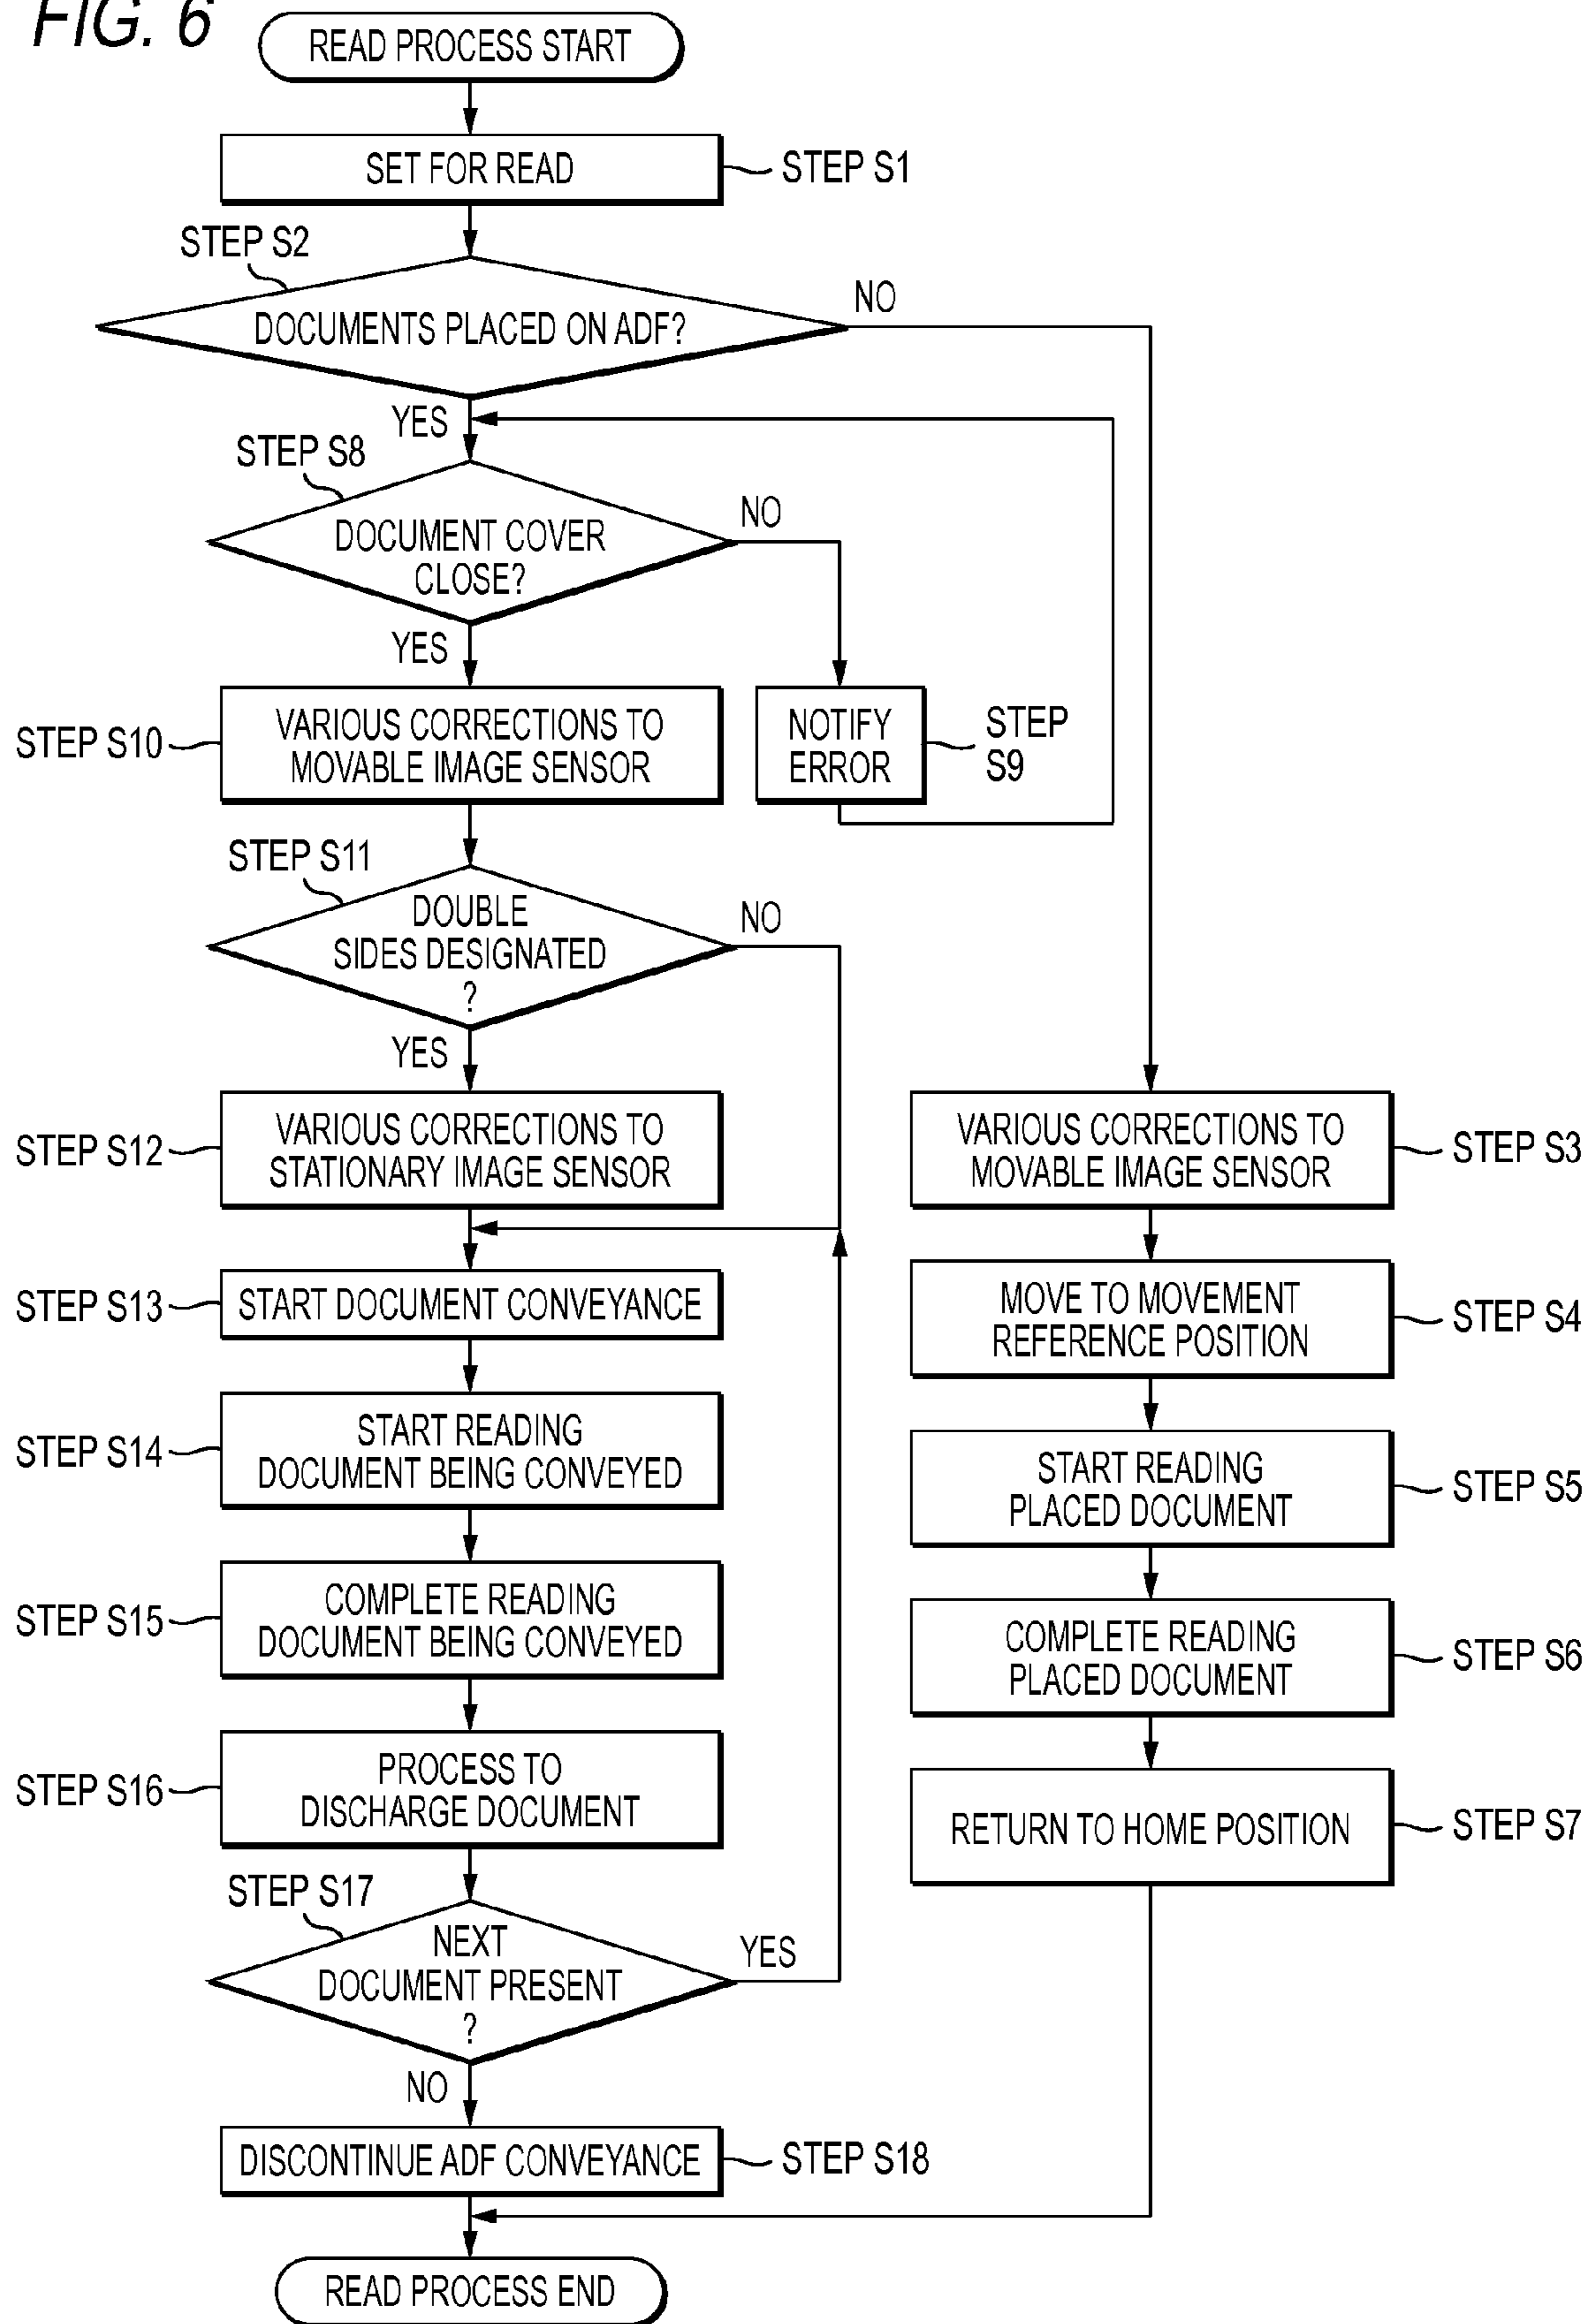 FIG. 6
READ PROCESS START
SET FOR READ
STEP S1
STEP S2
DOCUMENTS PLACED ON ADF?
NO
YES
STEP S8
DOCUMENT COVER
CLOSE?
NO
YES
STEP S10
VARIOUS CORRECTIONS TO
MOVABLE IMAGE SENSOR
NOTIFY
ERROR
STEP
S9
STEP S11
DOUBLE
SIDES DESIGNATED
?
NO
YES
STEP S12
VARIOUS CORRECTIONS TO
STATIONARY IMAGE SENSOR
STEP S13
START DOCUMENT CONVEYANCE
STEP S14
START READING
DOCUMENT BEING CONVEYED
STEP S15
COMPLETE READING
DOCUMENT BEING CONVEYED
STEP S16
PROCESS TO
DISCHARGE DOCUMENT
STEP S17
NEXT
DOCUMENT PRESENT
?
YES
NO
DISCONTINUE ADF CONVEYANCE
STEP S18
VARIOUS CORRECTIONS TO
MOVABLE IMAGE SENSOR
STEP S3
MOVE TO MOVEMENT
REFERENCE POSITION
STEP S4
START READING
PLACED DOCUMENT
STEP S5
COMPLETE READING
PLACED DOCUMENT
STEP S6
RETURN TO HOME POSITION
STEP S7
READ PROCESS END